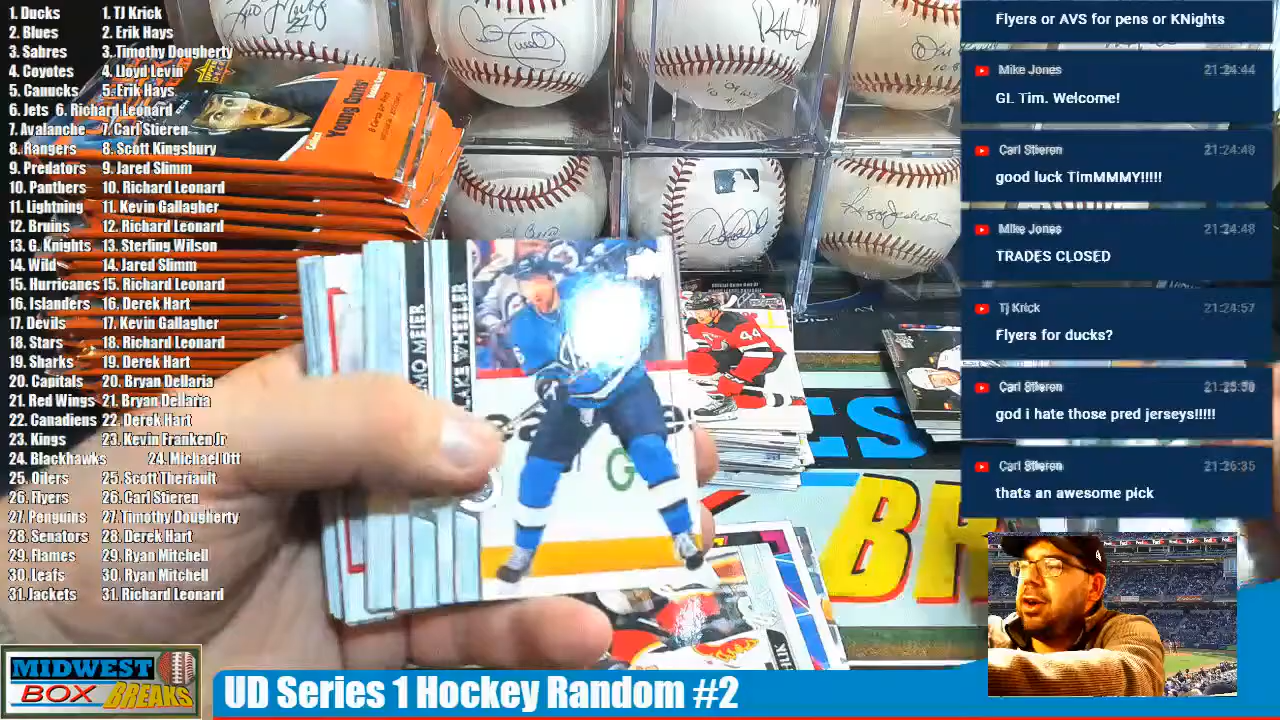 1. Ducks 1. TJ Krick
2. Blues 2. Erik Hays
3. Sabres 3. Timothy Dougherty
4. Coyotes 4. Lloyd Levin
5. Canucks 5. Erik Hays
6. Jets 6. Richard Leonard
7. Avalanche 7. Carl Stieren
8. Rangers 8. Scott Kingsbury
9. Predators 9. Jared Slimm
10. Panthers 10. Richard Leonard
11. Lightning 11. Kevin Gallagher
12. Bruins 12. Richard Leonard
13. G. Knights 13. Sterling Wilson
14. Wild 14. Jared Slimm
15. Hurricanes 15. Richard Leonard
16. Islanders 16. Derek Hart
17. Devils 17. Kevin Gallagher
18. Stars 18. Richard Leonard
19. Sharks 19. Derek Hart
20. Capitals 20. Bryan Dellaria
21. Red Wings 21. Bryan Dellaria
22. Canadiens 22. Derek Hart
23. Kings 23. Kevin Franken Jr
24. Blackhawks 24. Michael Ott
25. Oilers 25. Scott Theriault
26. Flyers 26. Carl Stieren
27. Penguins 27. Timothy Dougherty
28. Senators 28. Derek Hart
29. Flames 29. Ryan Mitchell
30. Leafs 30. Ryan Mitchell
31. Jackets 31. Richard Leonard
Young Guns
MO MEIER
AKE WHEELER
44
G
ES
BR
Flyers or AVS for pens or KNights
Mike Jones 21:24:44
GL Tim. Welcome!
Carl Stieren 21:24:48
good luck TimMMMY!!!!!
Mike Jones 21:24:48
TRADES CLOSED
Tj Krick 21:24:57
Flyers for ducks?
Carl Stieren
god i hate those pred jerseys!!!!!
Carl Stieren 21:26:35
thats an awesome pick
MIDWEST
BOX BREAKS
UD Series 1 Hockey Random #2